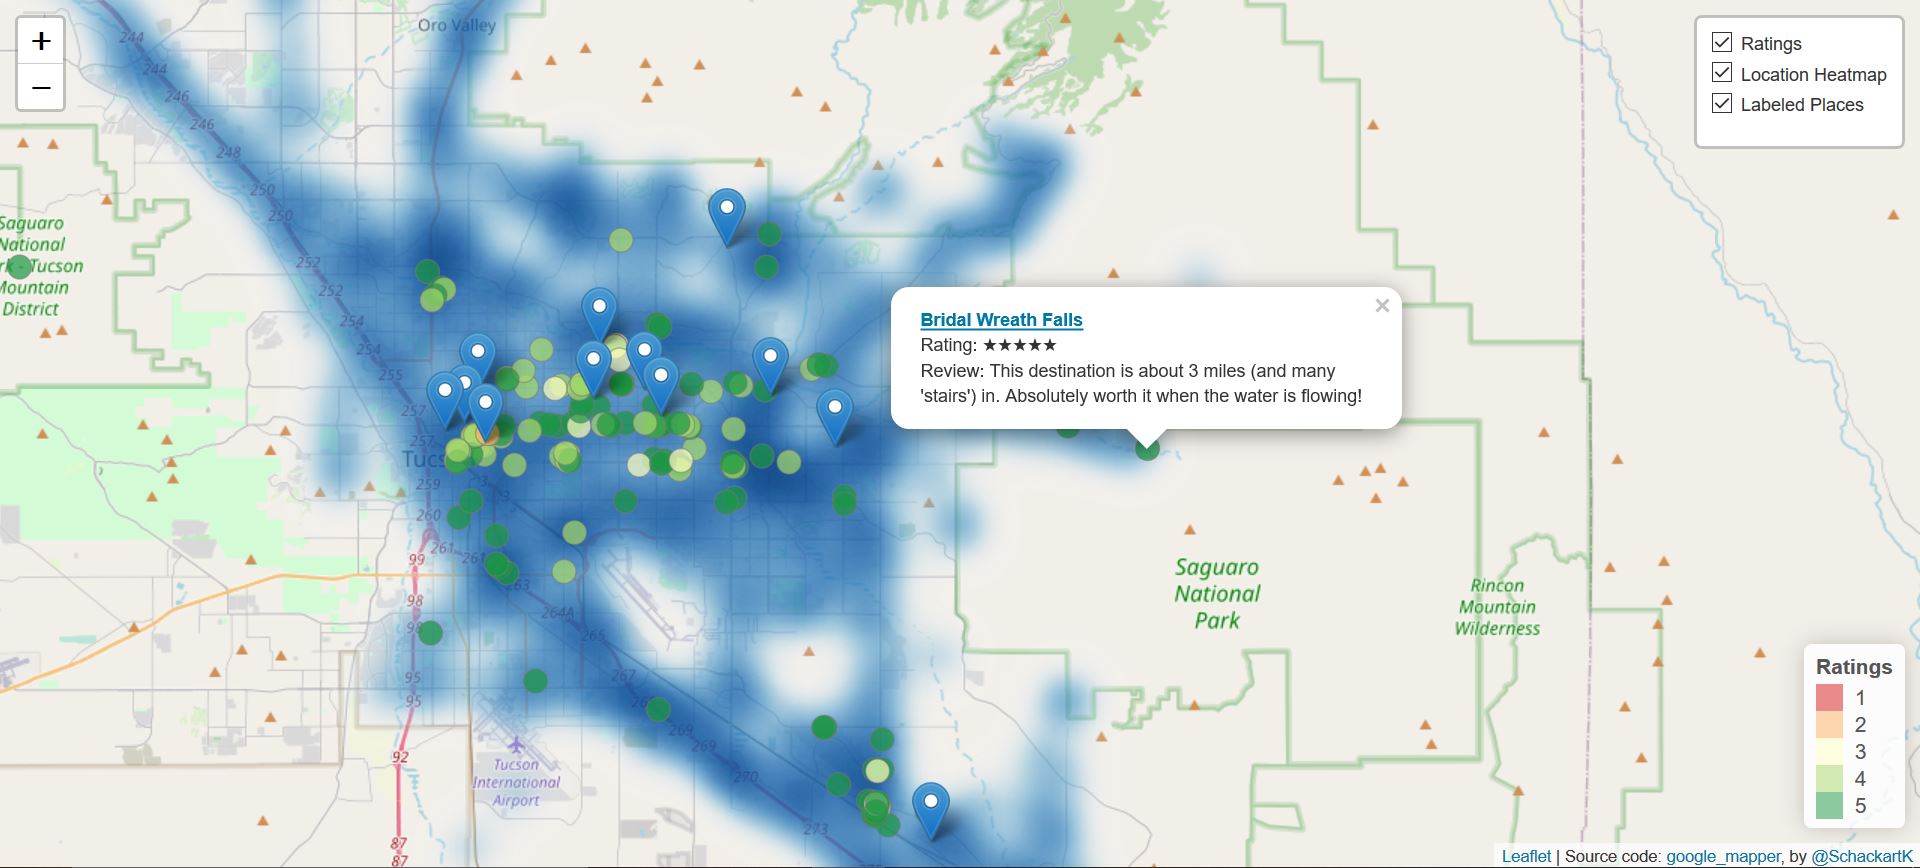 +
−
Oro Valley
Ratings
Location Heatmap
Labeled Places
244
244
246
246
248
250
250
252
252
254
254
255
257
257
259
260
261
261
263
264A
265
267
269
269
270
273
Saguaro
National
Park - Tucson
Mountain
District
Bridal Wreath Falls
×
Rating: ★★★★★
Review: This destination is about 3 miles (and many
'stairs') in. Absolutely worth it when the water is flowing!
99
98
98
95
95
92
87
87
Tucson
International
Airport
Saguaro
National
Park
Rincon
Mountain
Wilderness
Ratings
1
2
3
4
5
Leaflet | Source code: google_mapper, by @SchackartK